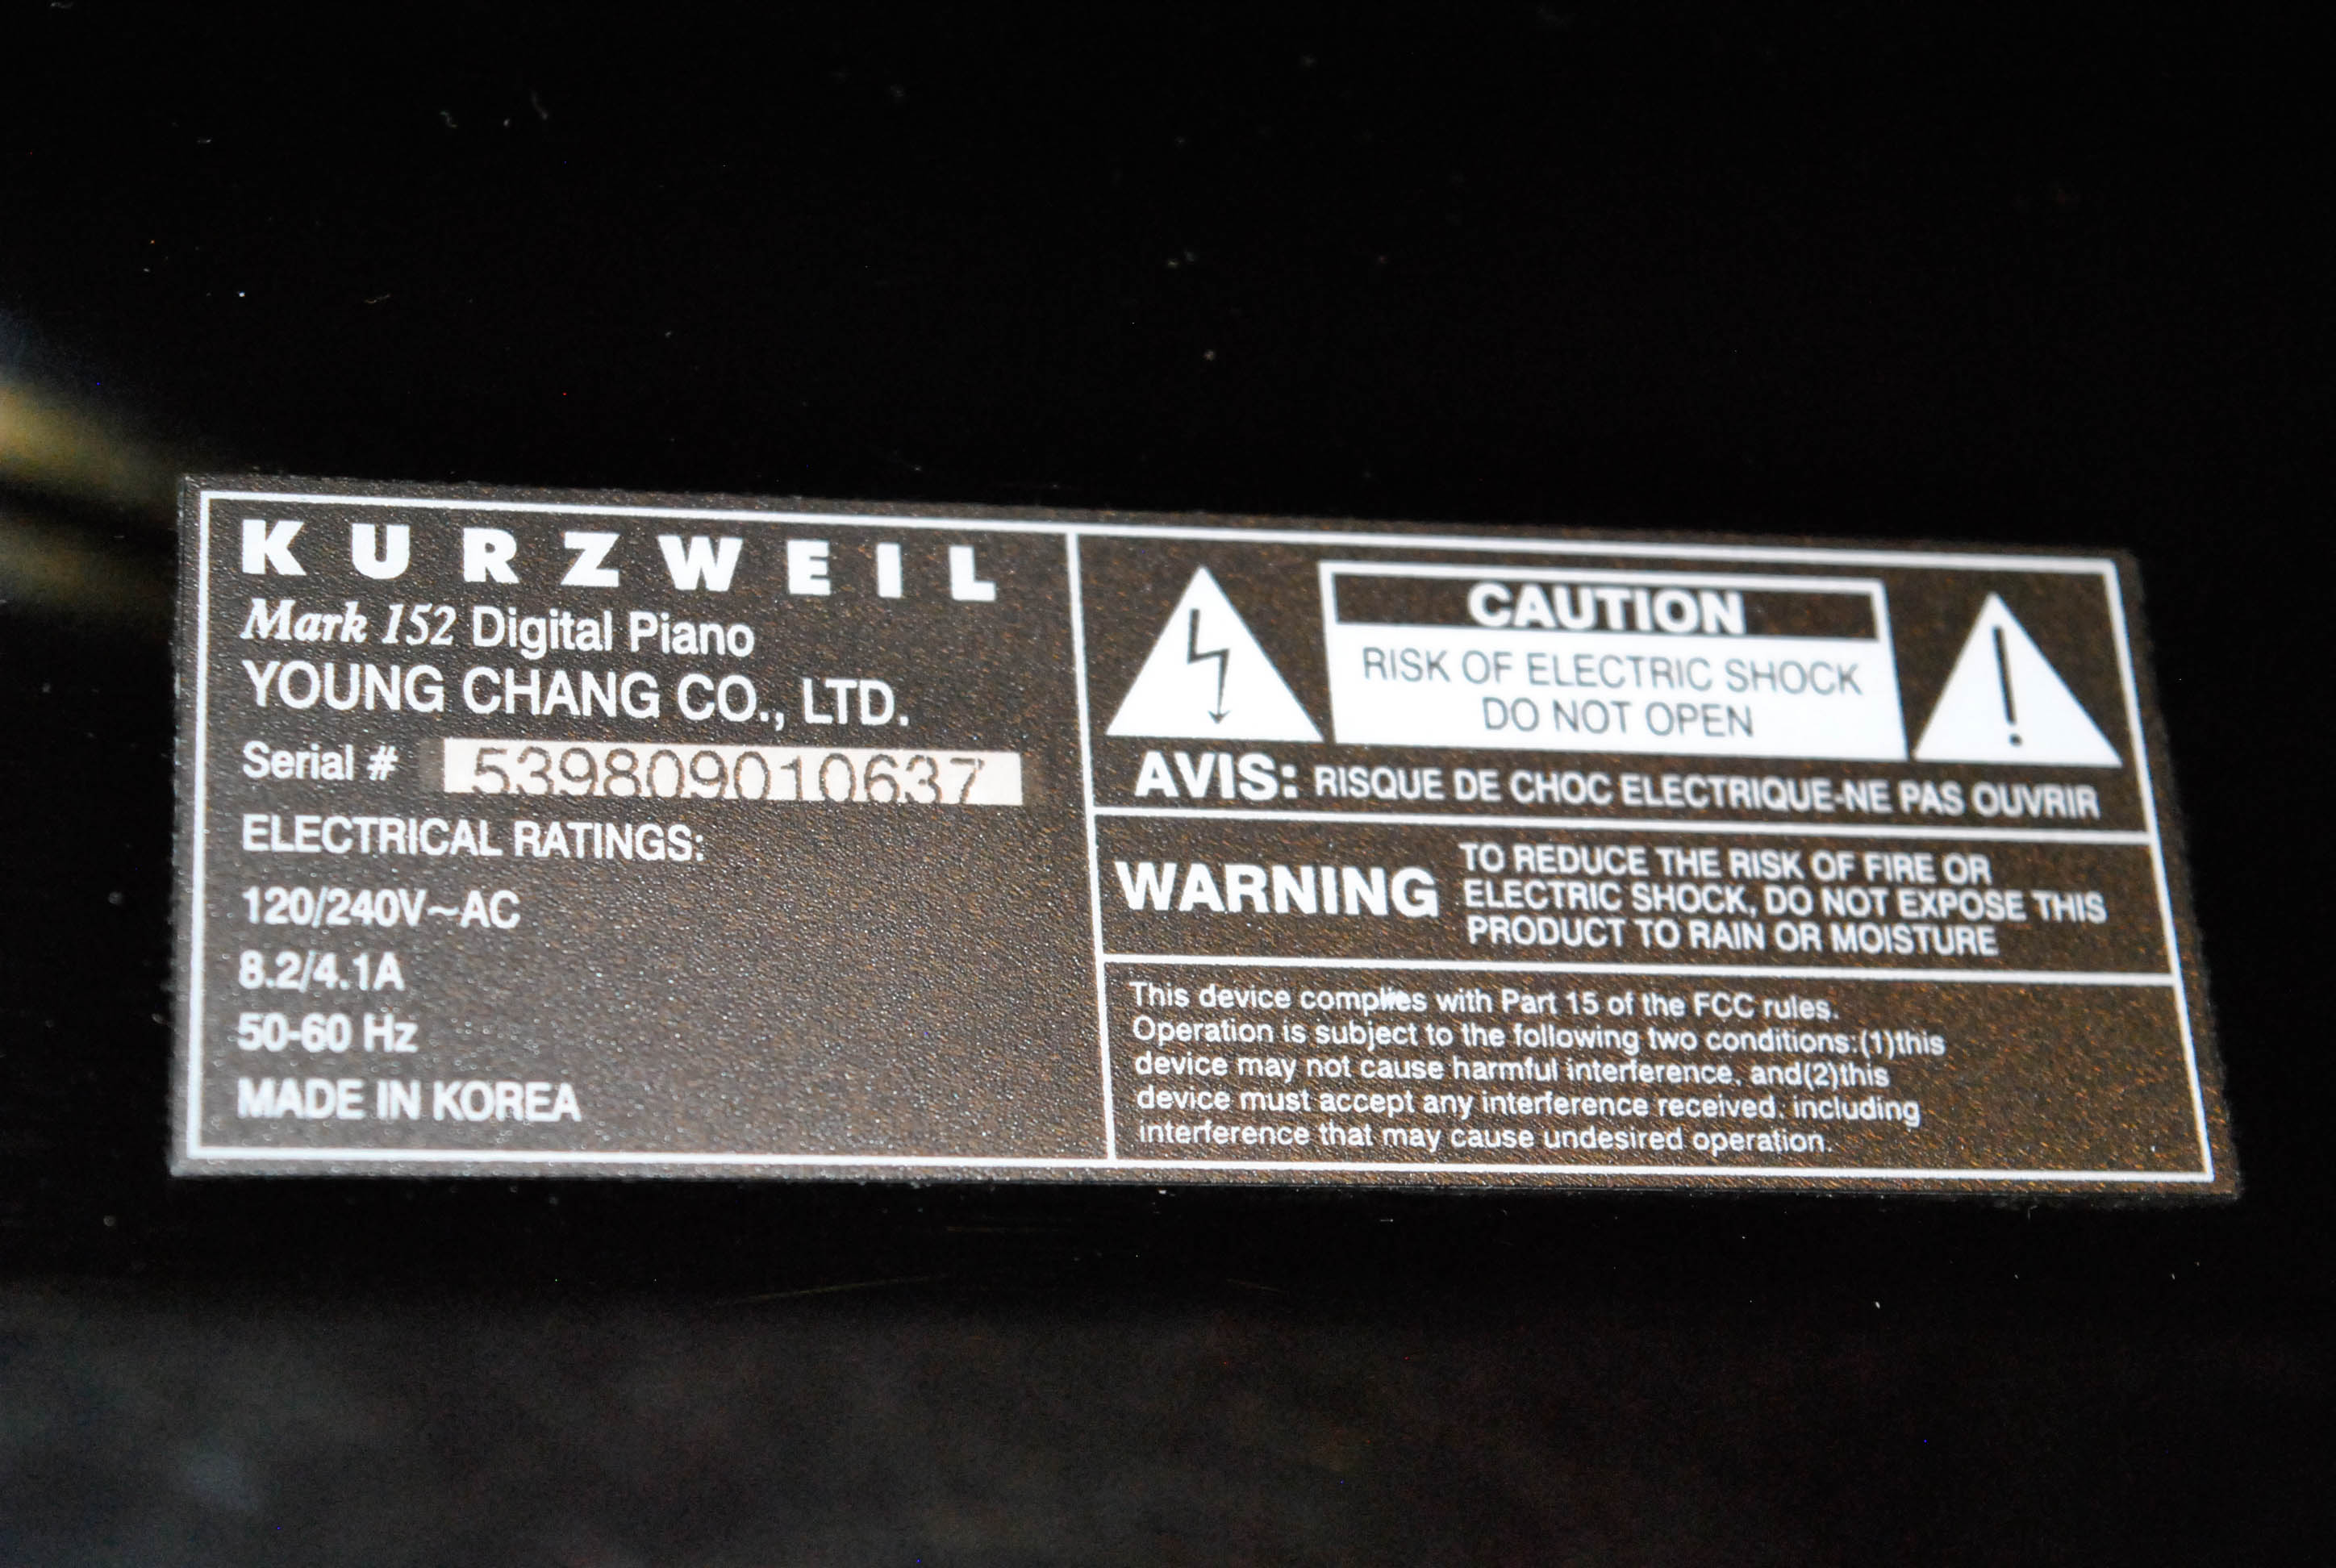 KURZWEIL
Mark 152 Digital Piano
YOUNG CHANG CO., LTD.
Serial # 539809010637
ELECTRICAL RATINGS:
120/240V~AC
8.2/4.1A
50-60 Hz
MADE IN KOREA
CAUTION
RISK OF ELECTRIC SHOCK
DO NOT OPEN
AVIS: RISQUE DE CHOC ELECTRIQUE-NE PAS OUVRIR
WARNING
TO REDUCE THE RISK OF FIRE OR
ELECTRIC SHOCK, DO NOT EXPOSE THIS
PRODUCT TO RAIN OR MOISTURE
This device complies with Part 15 of the FCC rules.
Operation is subject to the following two conditions:(1)this
device may not cause harmful interference, and(2)this
device must accept any interference received, including
interference that may cause undesired operation.